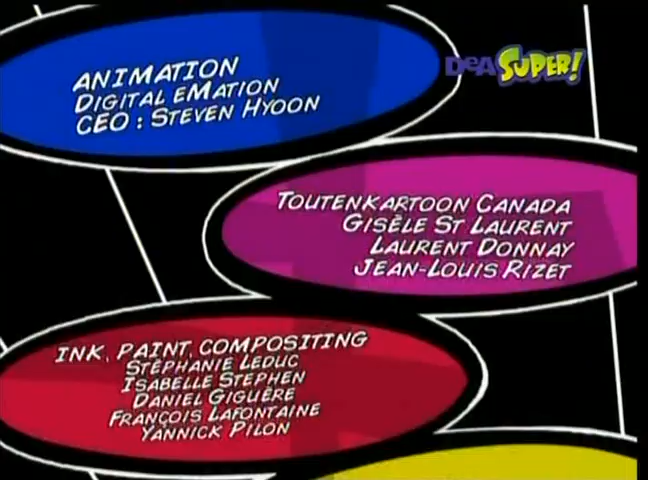 ANIMATION
DIGITAL EMATION
CEO : STEVEN HYOON
DeA SUPER!
TOUTENKARTOON CANADA
GISÈLE ST LAURENT
LAURENT DONNAY
JEAN-LOUIS RIZET
INK, PAINT, COMPOSITING
STÉPHANIE LEDUC
ISABELLE STEPHEN
DANIEL GIGUÈRE
FRANÇOIS LAFONTAINE
YANNICK PILON